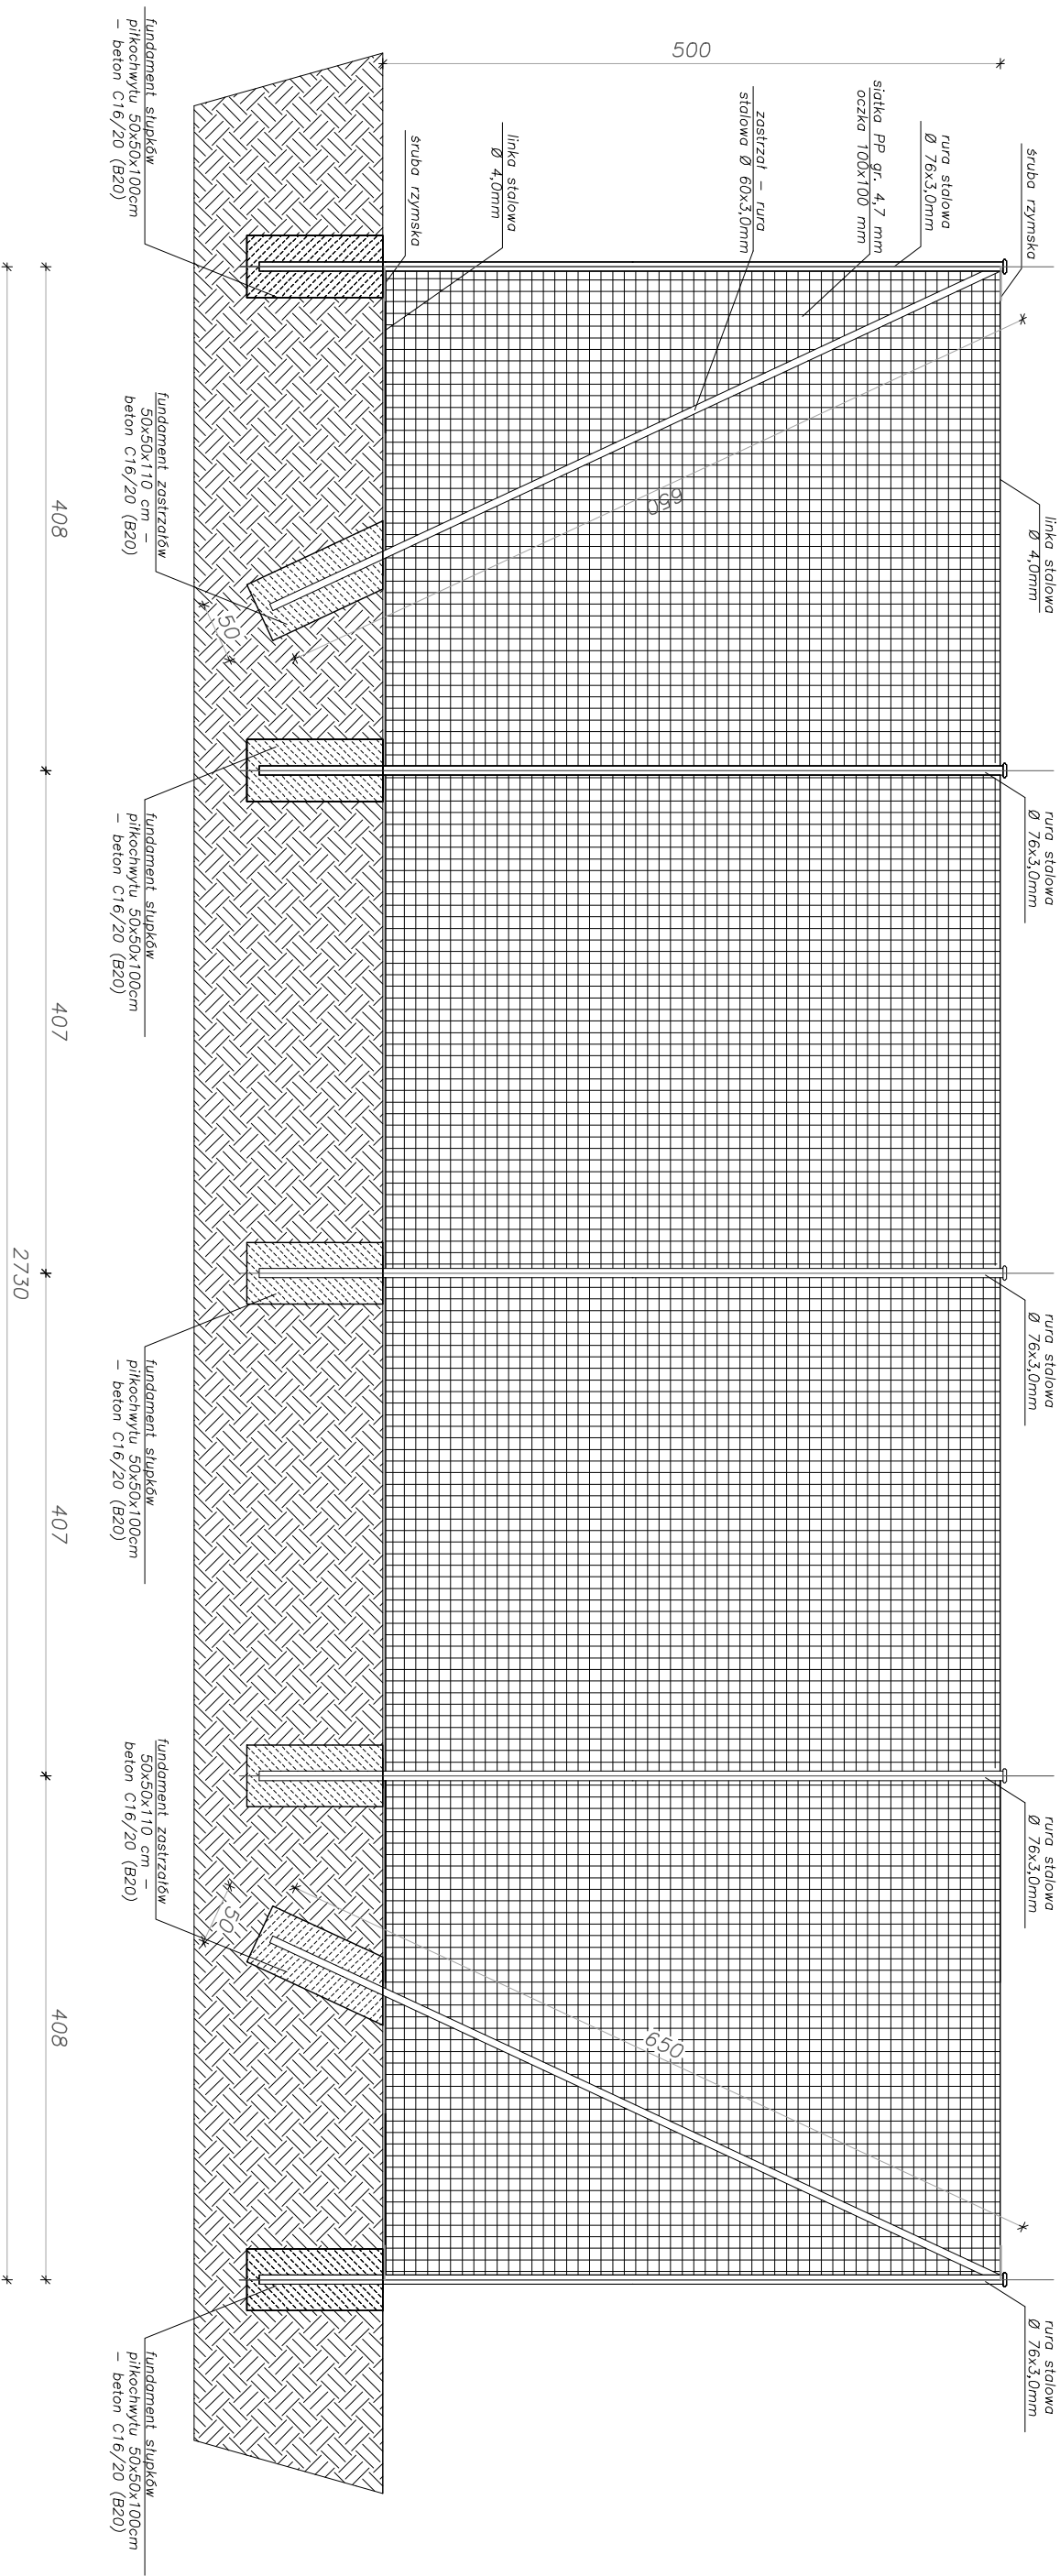 śruba rzymska
linka stalowa
Ø 4,0mm
rura stalowa
Ø 76x3,0mm
rura stalowa
Ø 76x3,0mm
rura stalowa
Ø 76x3,0mm
rura stalowa
Ø 76x3,0mm
rura stalowa
Ø 76x3,0mm
siatka PP gr. 4,7 mm
oczka 100x100 mm
zastrzał – rura
stalowa Ø 60x3,0mm
linka stalowa
Ø 4,0mm
śruba rzymska
500
650
650
50
50
fundament słupków
piłkochwytu 50x50x100cm
– beton C16/20 (B20)
fundament zastrzałów
50x50x110 cm –
beton C16/20 (B20)
fundament słupków
piłkochwytu 50x50x100cm
– beton C16/20 (B20)
fundament słupków
piłkochwytu 50x50x100cm
– beton C16/20 (B20)
fundament zastrzałów
50x50x110 cm –
beton C16/20 (B20)
fundament słupków
piłkochwytu 50x50x100cm
– beton C16/20 (B20)
408
407
407
408
2730